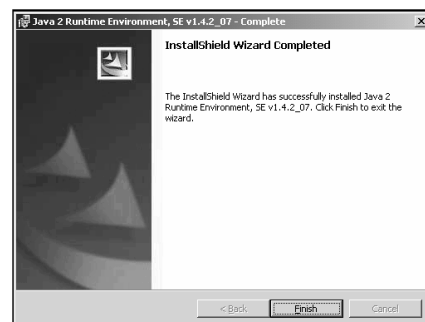 Java 2 Runtime Environment, SE v1.4.2_07 - Complete
InstallShield Wizard Completed
The InstallShield Wizard has successfully installed Java 2
Runtime Environment, SE v1.4.2_07. Click Finish to exit the
wizard.
< Back
Finish
Cancel